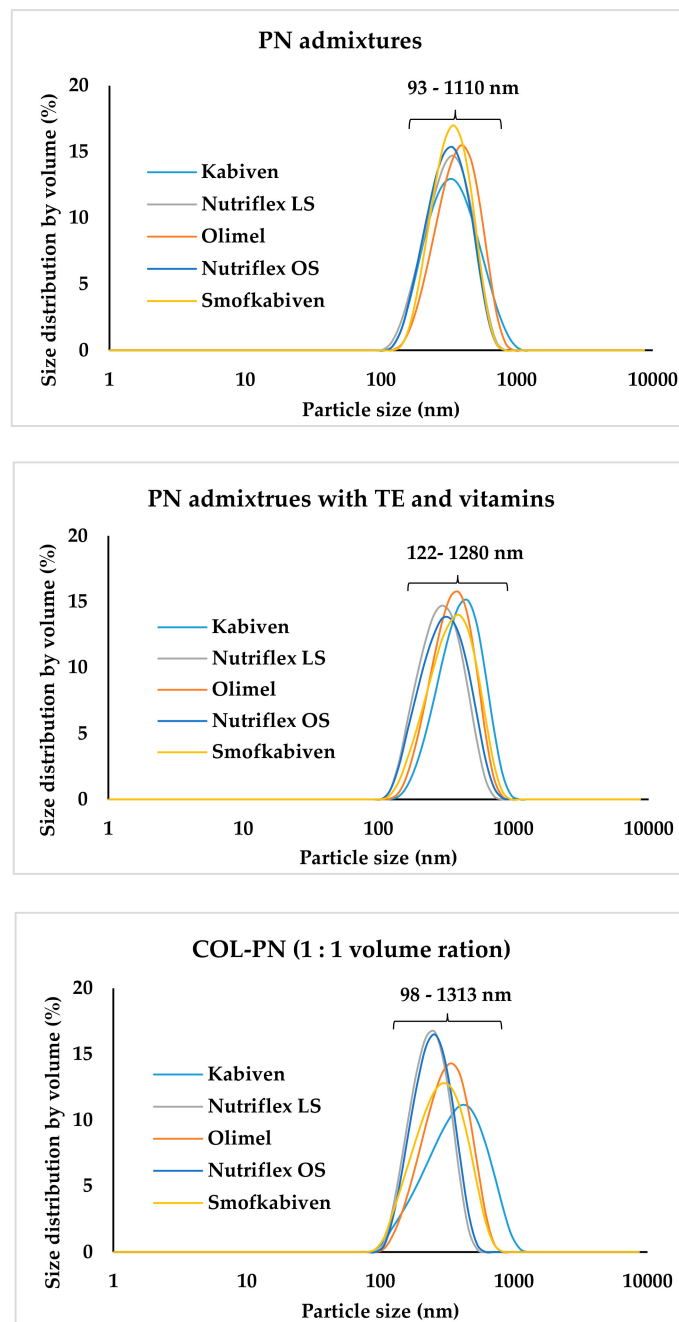 PN admixtures
93 - 1110 nm
Size distribution by volume (%)
20
15
10
5
0
Kabiven
Nutriflex LS
Olimel
Nutriflex OS
Smofkabiven
1 10 100 1000 10000
Particle size (nm)
PN admixtrues with TE and vitamins
122- 1280 nm
Size distribution by volume (%)
20
15
10
5
0
Kabiven
Nutriflex LS
Olimel
Nutriflex OS
Smofkabiven
1 10 100 1000 10000
Particle size (nm)
COL-PN (1 : 1 volume ration)
98 - 1313 nm
Size distribution by volume (%)
20
15
10
5
0
Kabiven
Nutriflex LS
Olimel
Nutriflex OS
Smofkabiven
1 10 100 1000 10000
Particle size (nm)